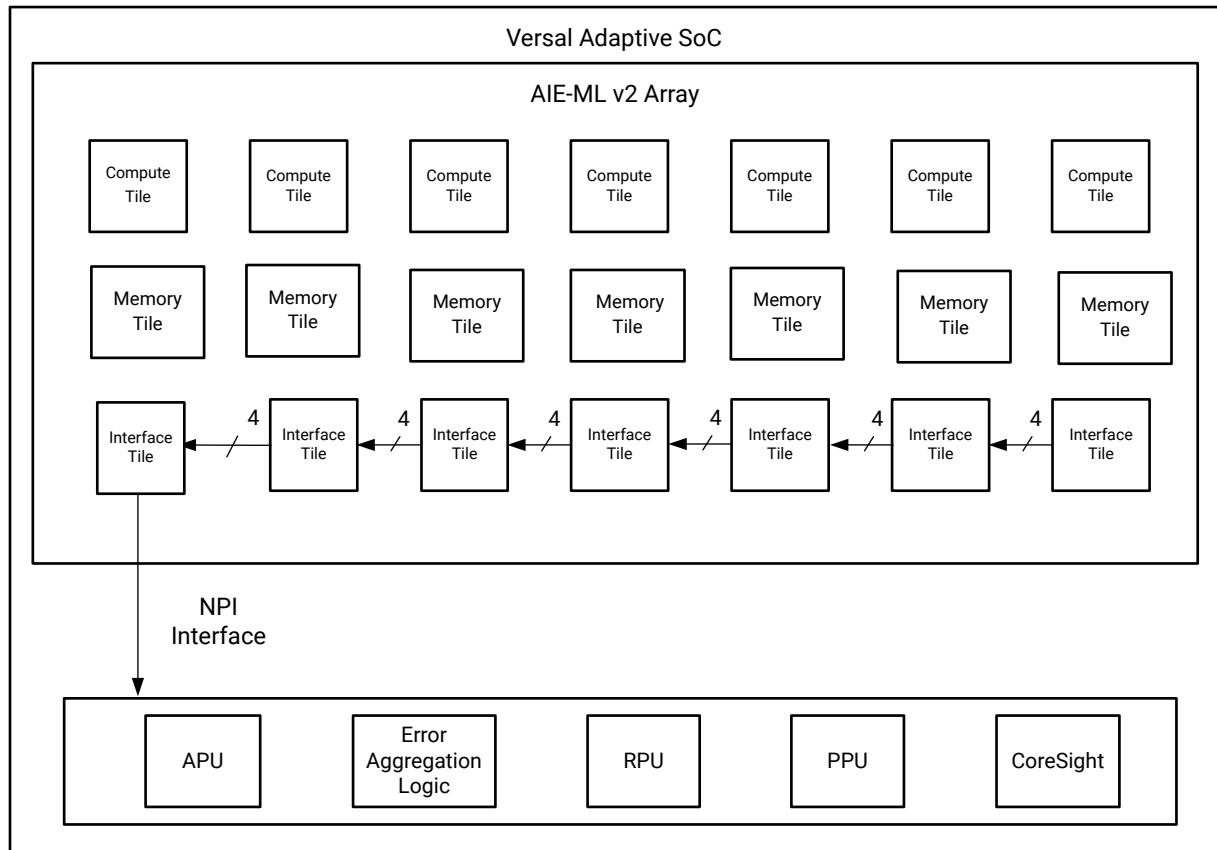 Versal Adaptive SoC
AIE-ML v2 Array
Compute
Tile
Compute
Tile
Compute
Tile
Compute
Tile
Compute
Tile
Compute
Tile
Compute
Tile
Memory
Tile
Memory
Tile
Memory
Tile
Memory
Tile
Memory
Tile
Memory
Tile
Memory
Tile
Interface
Tile
4
Interface
Tile
4
Interface
Tile
4
Interface
Tile
4
Interface
Tile
4
Interface
Tile
4
Interface
Tile
NPI
Interface
APU
Error
Aggregation
Logic
RPU
PPU
CoreSight